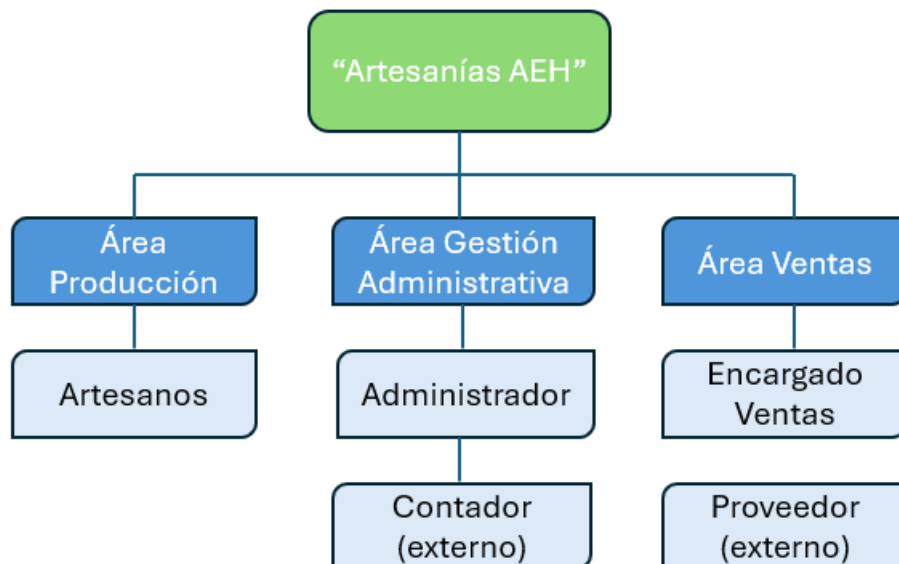 “Artesanías AEH”
Área
Producción
Área Gestión
Administrativa
Área Ventas
Artesanos
Administrador
Encargado
Ventas
Contador
(externo)
Proveedor
(externo)